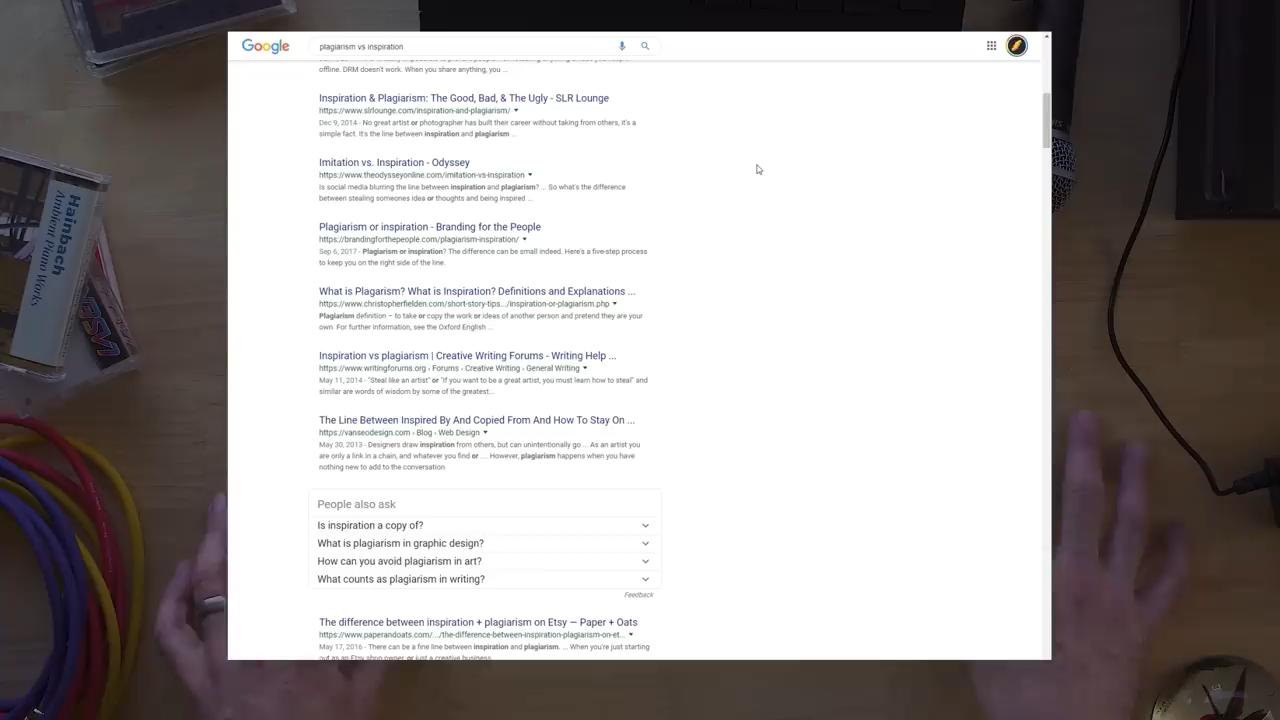 Google
plagiarism vs inspiration
offline. DRM doesn't work. When you share anything, you ...
Inspiration & Plagiarism: The Good, Bad, & The Ugly - SLR Lounge
https://www.slrlounge.com/inspiration-and-plagiarism/
Dec 9, 2014 - No great artist or photographer has built their career without taking from others, it's a
simple fact. It's the line between inspiration and plagiarism ...
Imitation vs. Inspiration - Odyssey
https://www.theodysseyonline.com/imitation-vs-inspiration
Is social media blurring the line between inspiration and plagiarism? ... So what's the difference
between stealing someones idea or thoughts and being inspired ...
Plagiarism or inspiration - Branding for the People
https://brandingforthepeople.com/plagiarism-inspiration/
Sep 6, 2017 - Plagiarism or inspiration? The difference can be small indeed. Here's a five-step process
to keep you on the right side of the line.
What is Plagarism? What is Inspiration? Definitions and Explanations ...
https://www.christopherfielden.com/short-story-tips.../inspiration-or-plagiarism.php
Plagiarism definition – to take or copy the work or ideas of another person and pretend they are your
own. For further information, see the Oxford English ...
Inspiration vs plagiarism | Creative Writing Forums - Writing Help ...
https://www.writingforums.org › Forums › Creative Writing › General Writing
May 11, 2014 - "Steal like an artist" or "If you want to be a great artist, you must learn how to steal" and
similar are words of wisdom by some of the greatest...
The Line Between Inspired By And Copied From And How To Stay On ...
https://vanseodesign.com › Blog › Web Design
May 30, 2013 - Designers draw inspiration from others, but can unintentionally go ... As an artist you
are only a link in a chain, and whatever you find or .... However, plagiarism happens when you have
nothing new to add to the conversation
People also ask
Is inspiration a copy of?
What is plagiarism in graphic design?
How can you avoid plagiarism in art?
What counts as plagiarism in writing?
Feedback
The difference between inspiration + plagiarism on Etsy — Paper + Oats
https://www.paperandoats.com/.../the-difference-between-inspiration-plagiarism-on-et...
May 17, 2016 - There can be a fine line between inspiration and plagiarism. ... When you're just starting
out as an Etsy shop owner, or just a creative business
Hainbach
Ambient Piano Works